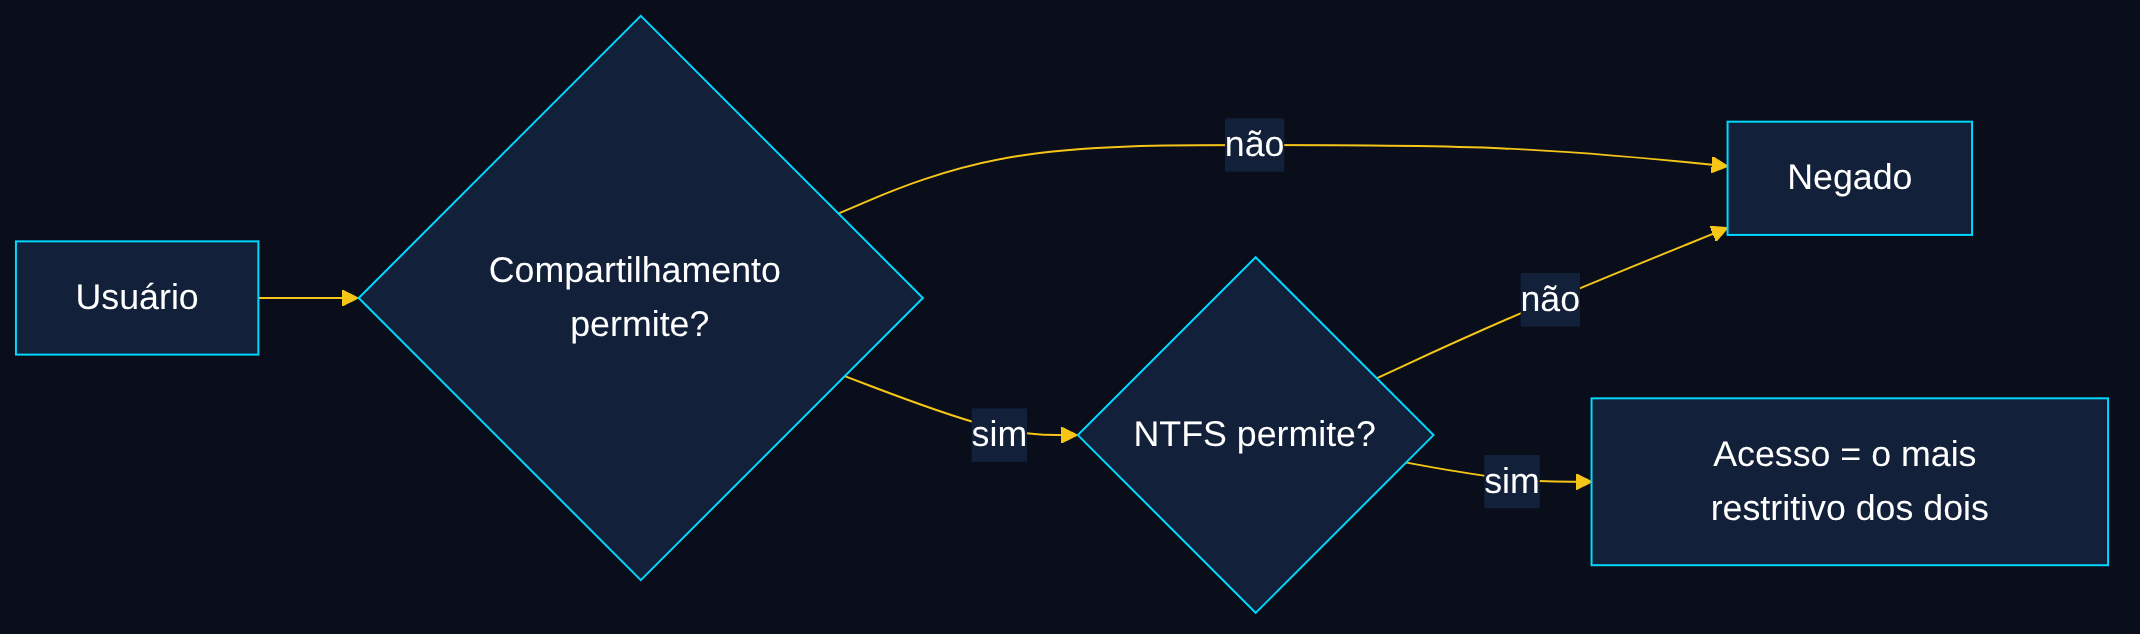 Usuário
Compartilhamento
permite?
não
sim
NTFS permite?
não
sim
Negado
Acesso = o mais
restritivo dos dois